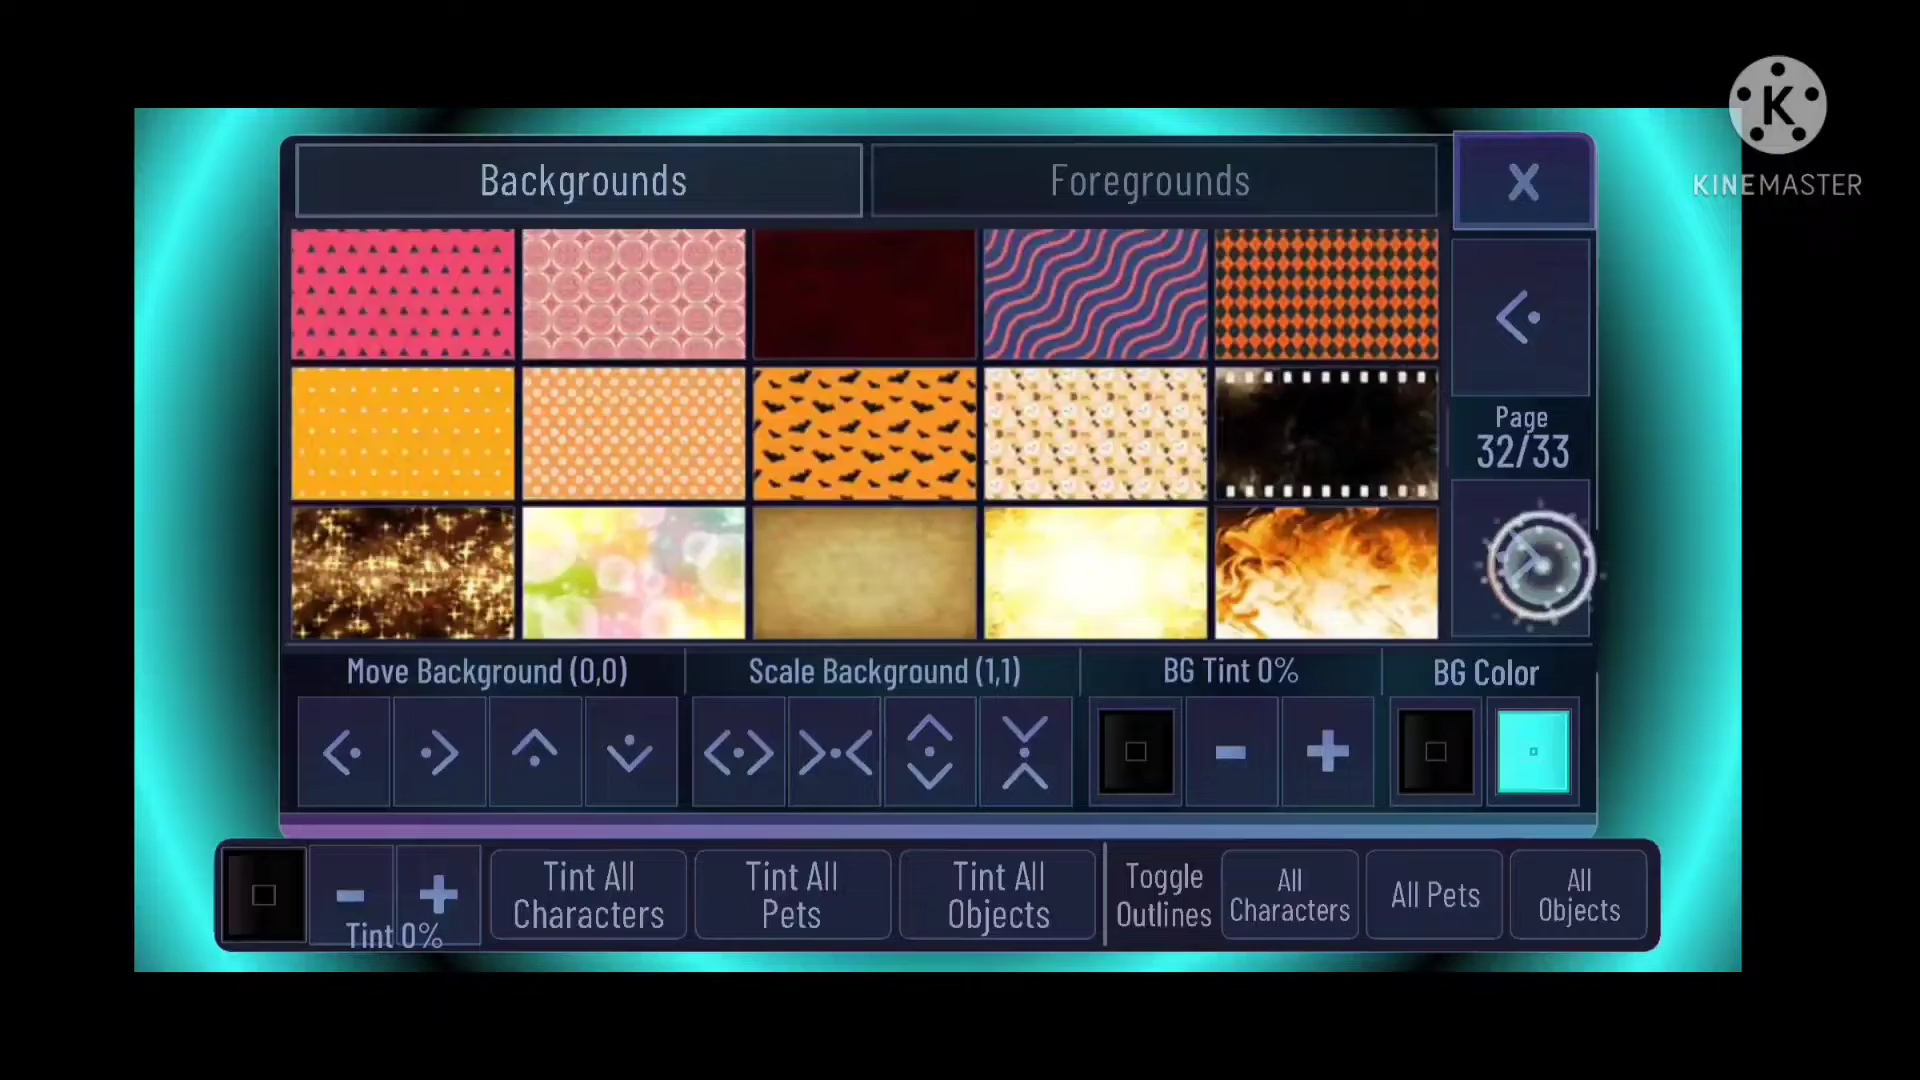 KINEMASTER
Backgrounds
Foregrounds
X
Page
32/33
Move Background (0,0)
Scale Background (1,1)
BG Tint 0%
BG Color
Tint 0%
Tint All
Characters
Tint All
Pets
Tint All
Objects
Toggle
Outlines
All
Characters
All Pets
All
Objects